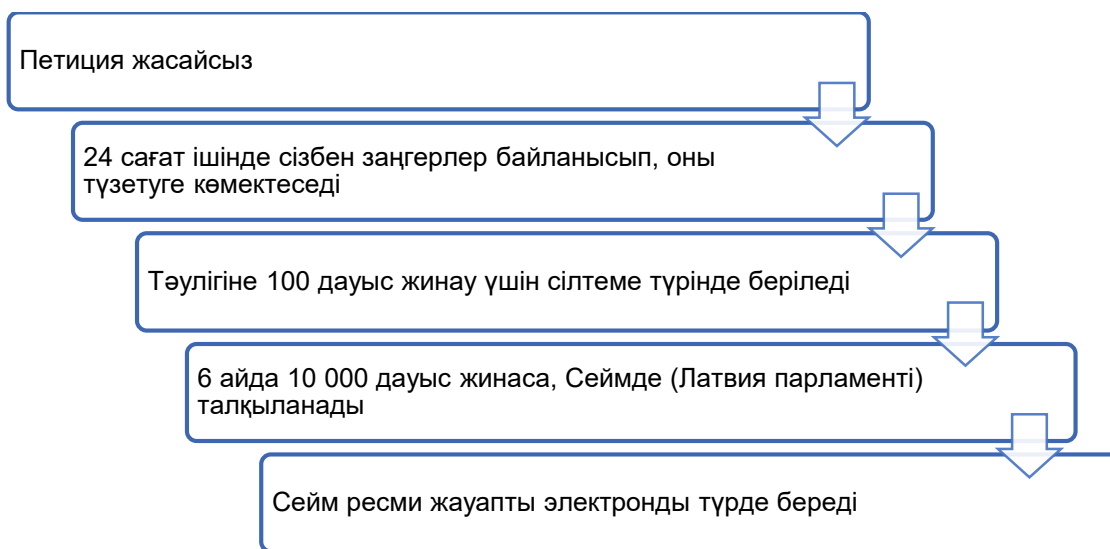 Петиция жасайсыз
24 сағат ішінде сізбен заңгерлер байланысып, оны
түзетуге көмектеседі
Тәулігіне 100 дауыс жинау үшін сілтеме түрінде беріледі
6 айда 10 000 дауыс жинаса, Сеймде (Латвия парламенті)
талқыланады
Сейм ресми жауапты электронды түрде береді